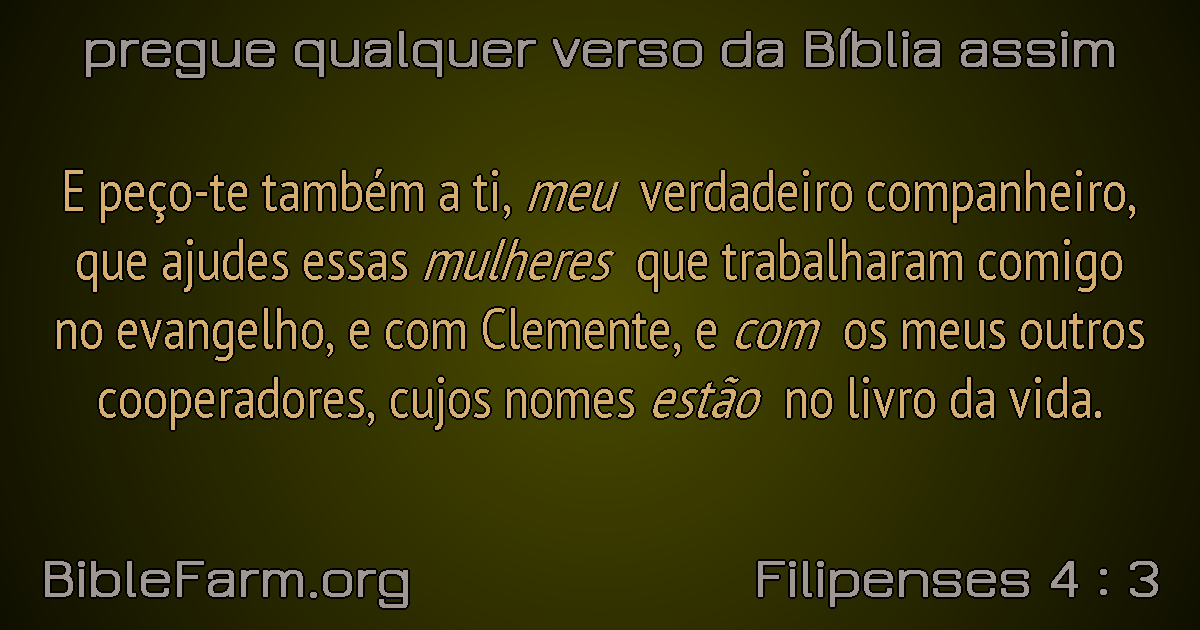 pregue qualquer verso da Bíblia assim
E peço-te também a ti, meu verdadeiro companheiro,
que ajudes essas mulheres que trabalharam comigo
no evangelho, e com Clemente, e com os meus outros
cooperadores, cujos nomes estão no livro da vida.
BibleFarm.org
Filipenses 4 : 3